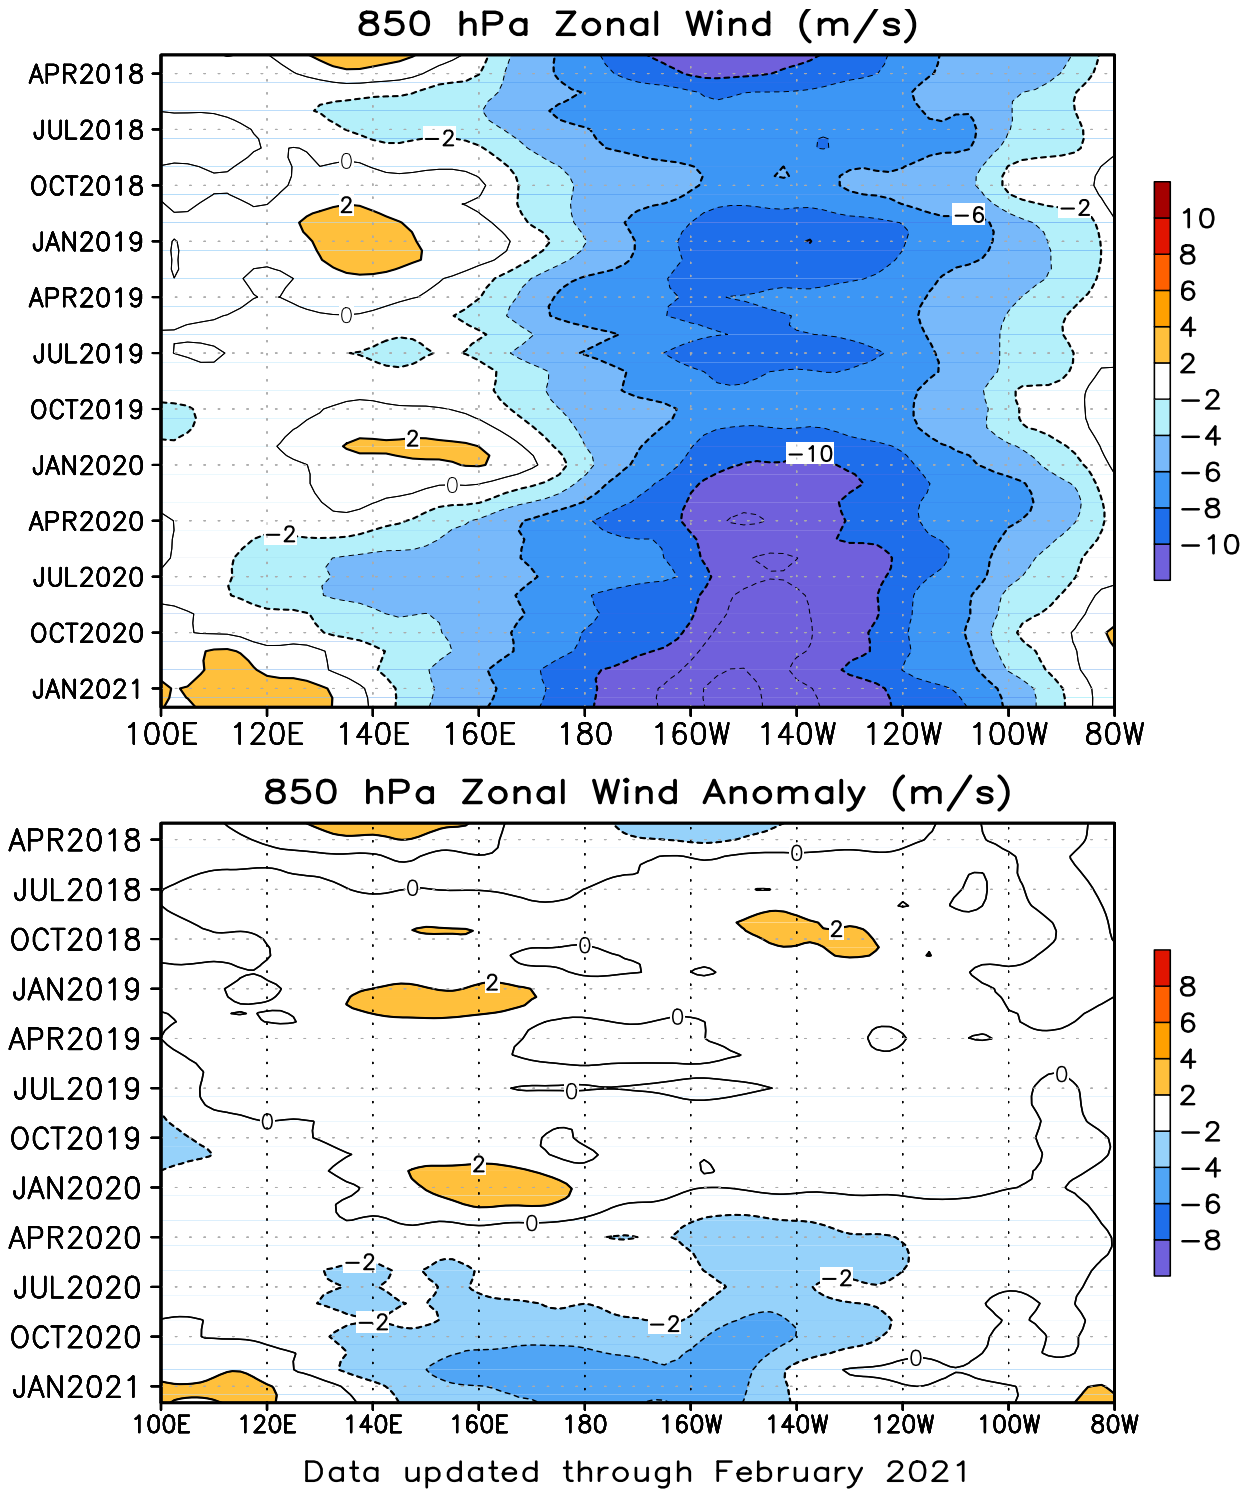 850 hPa Zonal Wind (m/s)
APR2018
JUL2018
OCT2018
JAN2019
APR2019
JUL2019
OCT2019
JAN2020
APR2020
JUL2020
OCT2020
JAN2021
-2
0
2
-6
-2
0
2
-10
0
-2
100E 120E 140E 160E 180 160W 140W 120W 100W 80W
10
8
6
4
2
-2
-4
-6
-8
-10
850 hPa Zonal Wind Anomaly (m/s)
APR2018
JUL2018
OCT2018
JAN2019
APR2019
JUL2019
OCT2019
JAN2020
APR2020
JUL2020
OCT2020
JAN2021
0
0
2
0
2
0
0
0
0
2
0
-2
-2
-2
-2
0
100E 120E 140E 160E 180 160W 140W 120W 100W 80W
8
6
4
2
-2
-4
-6
-8
Data updated through February 2021